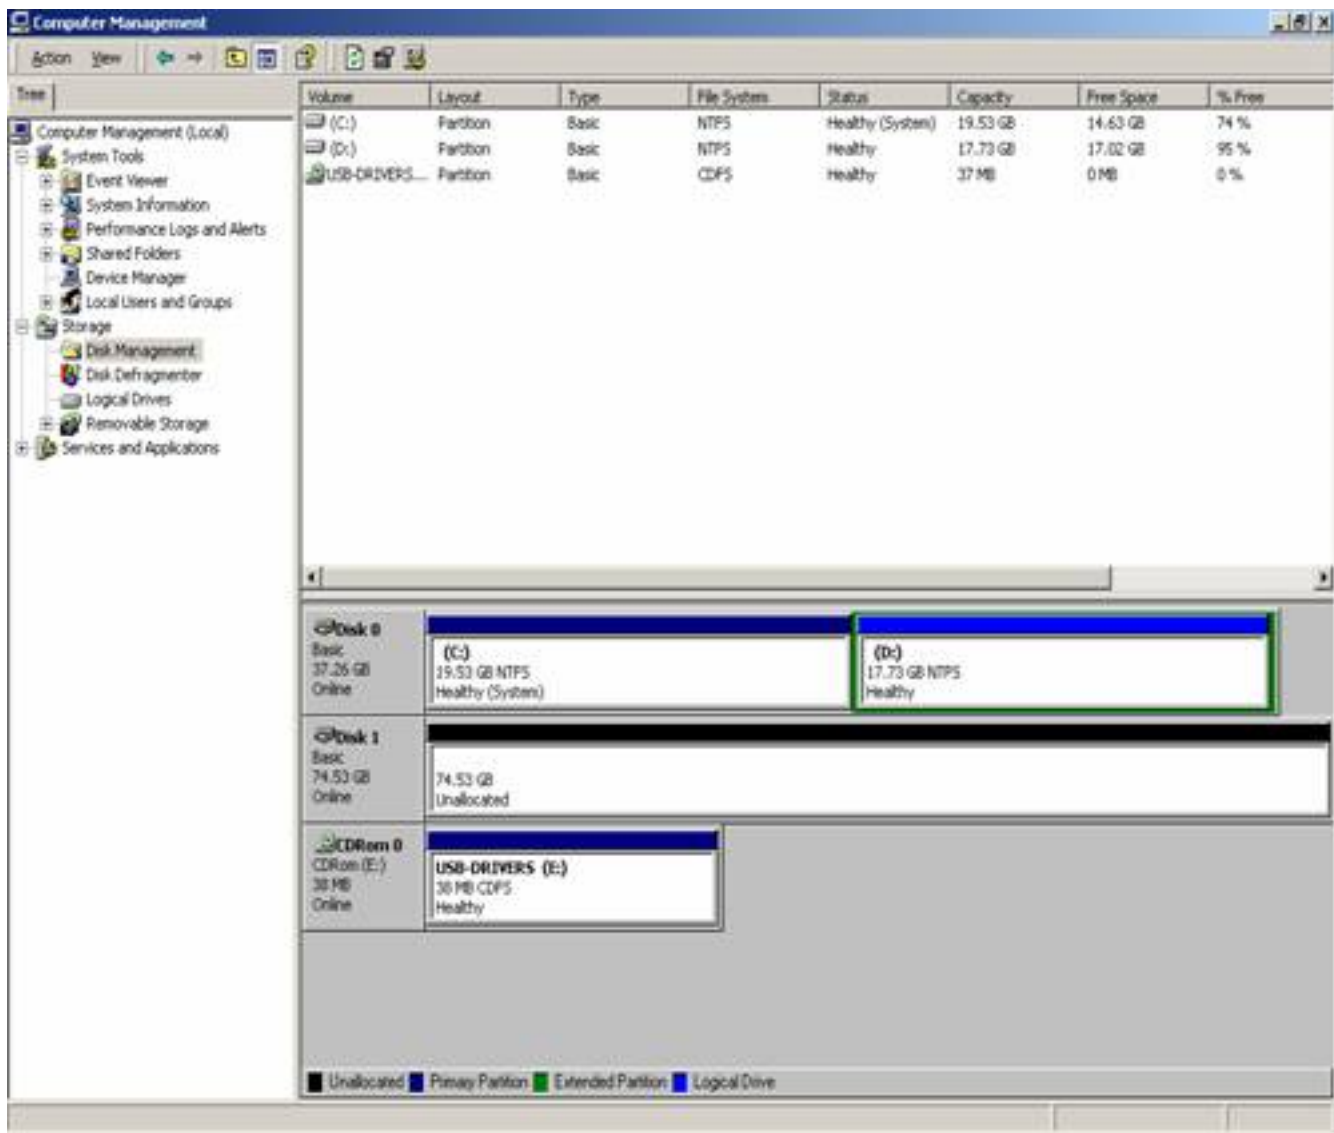 Computer Management
Action View
Tree
Computer Management (Local)
System Tools
Event Viewer
System Information
Performance Logs and Alerts
Shared Folders
Device Manager
Local Users and Groups
Storage
Disk Management
Disk Defragmenter
Logical Drives
Removable Storage
Services and Applications
Volume Layout Type File System Status Capacity Free Space % Free
(C:) Partition Basic NTFS Healthy (System) 19.53 GB 14.63 GB 74 %
(D:) Partition Basic NTFS Healthy 17.73 GB 17.02 GB 95 %
USB-DRIVERS... Partition Basic CDFS Healthy 37 MB 0 MB 0 %
Disk 0
Basic
37.26 GB
Online
(C:)
19.53 GB NTFS
Healthy (System)
(D:)
17.73 GB NTFS
Healthy
Disk 1
Basic
74.53 GB
Online
74.53 GB
Unallocated
CDRom 0
CDRom (E:)
38 MB
Online
USB-DRIVERS (E:)
38 MB CDFS
Healthy
Unallocated Primary Partition Extended Partition Logical Drive